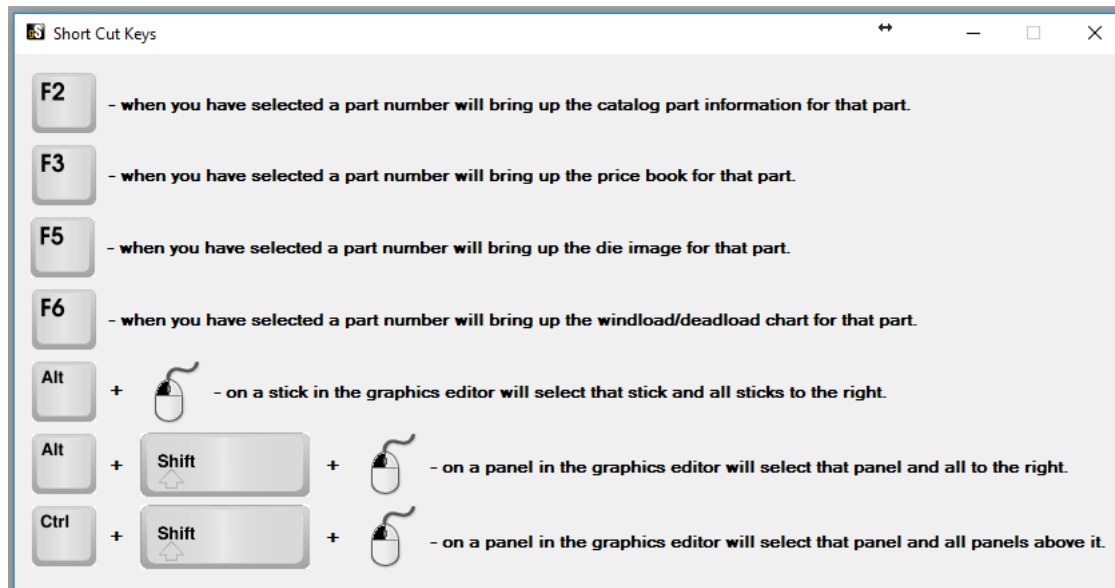 Short Cut Keys
F2 - when you have selected a part number will bring up the catalog part information for that part.
F3 - when you have selected a part number will bring up the price book for that part.
F5 - when you have selected a part number will bring up the die image for that part.
F6 - when you have selected a part number will bring up the windload/deadload chart for that part.
Alt + - on a stick in the graphics editor will select that stick and all sticks to the right.
Alt + Shift + - on a panel in the graphics editor will select that panel and all to the right.
Ctrl + Shift + - on a panel in the graphics editor will select that panel and all panels above it.